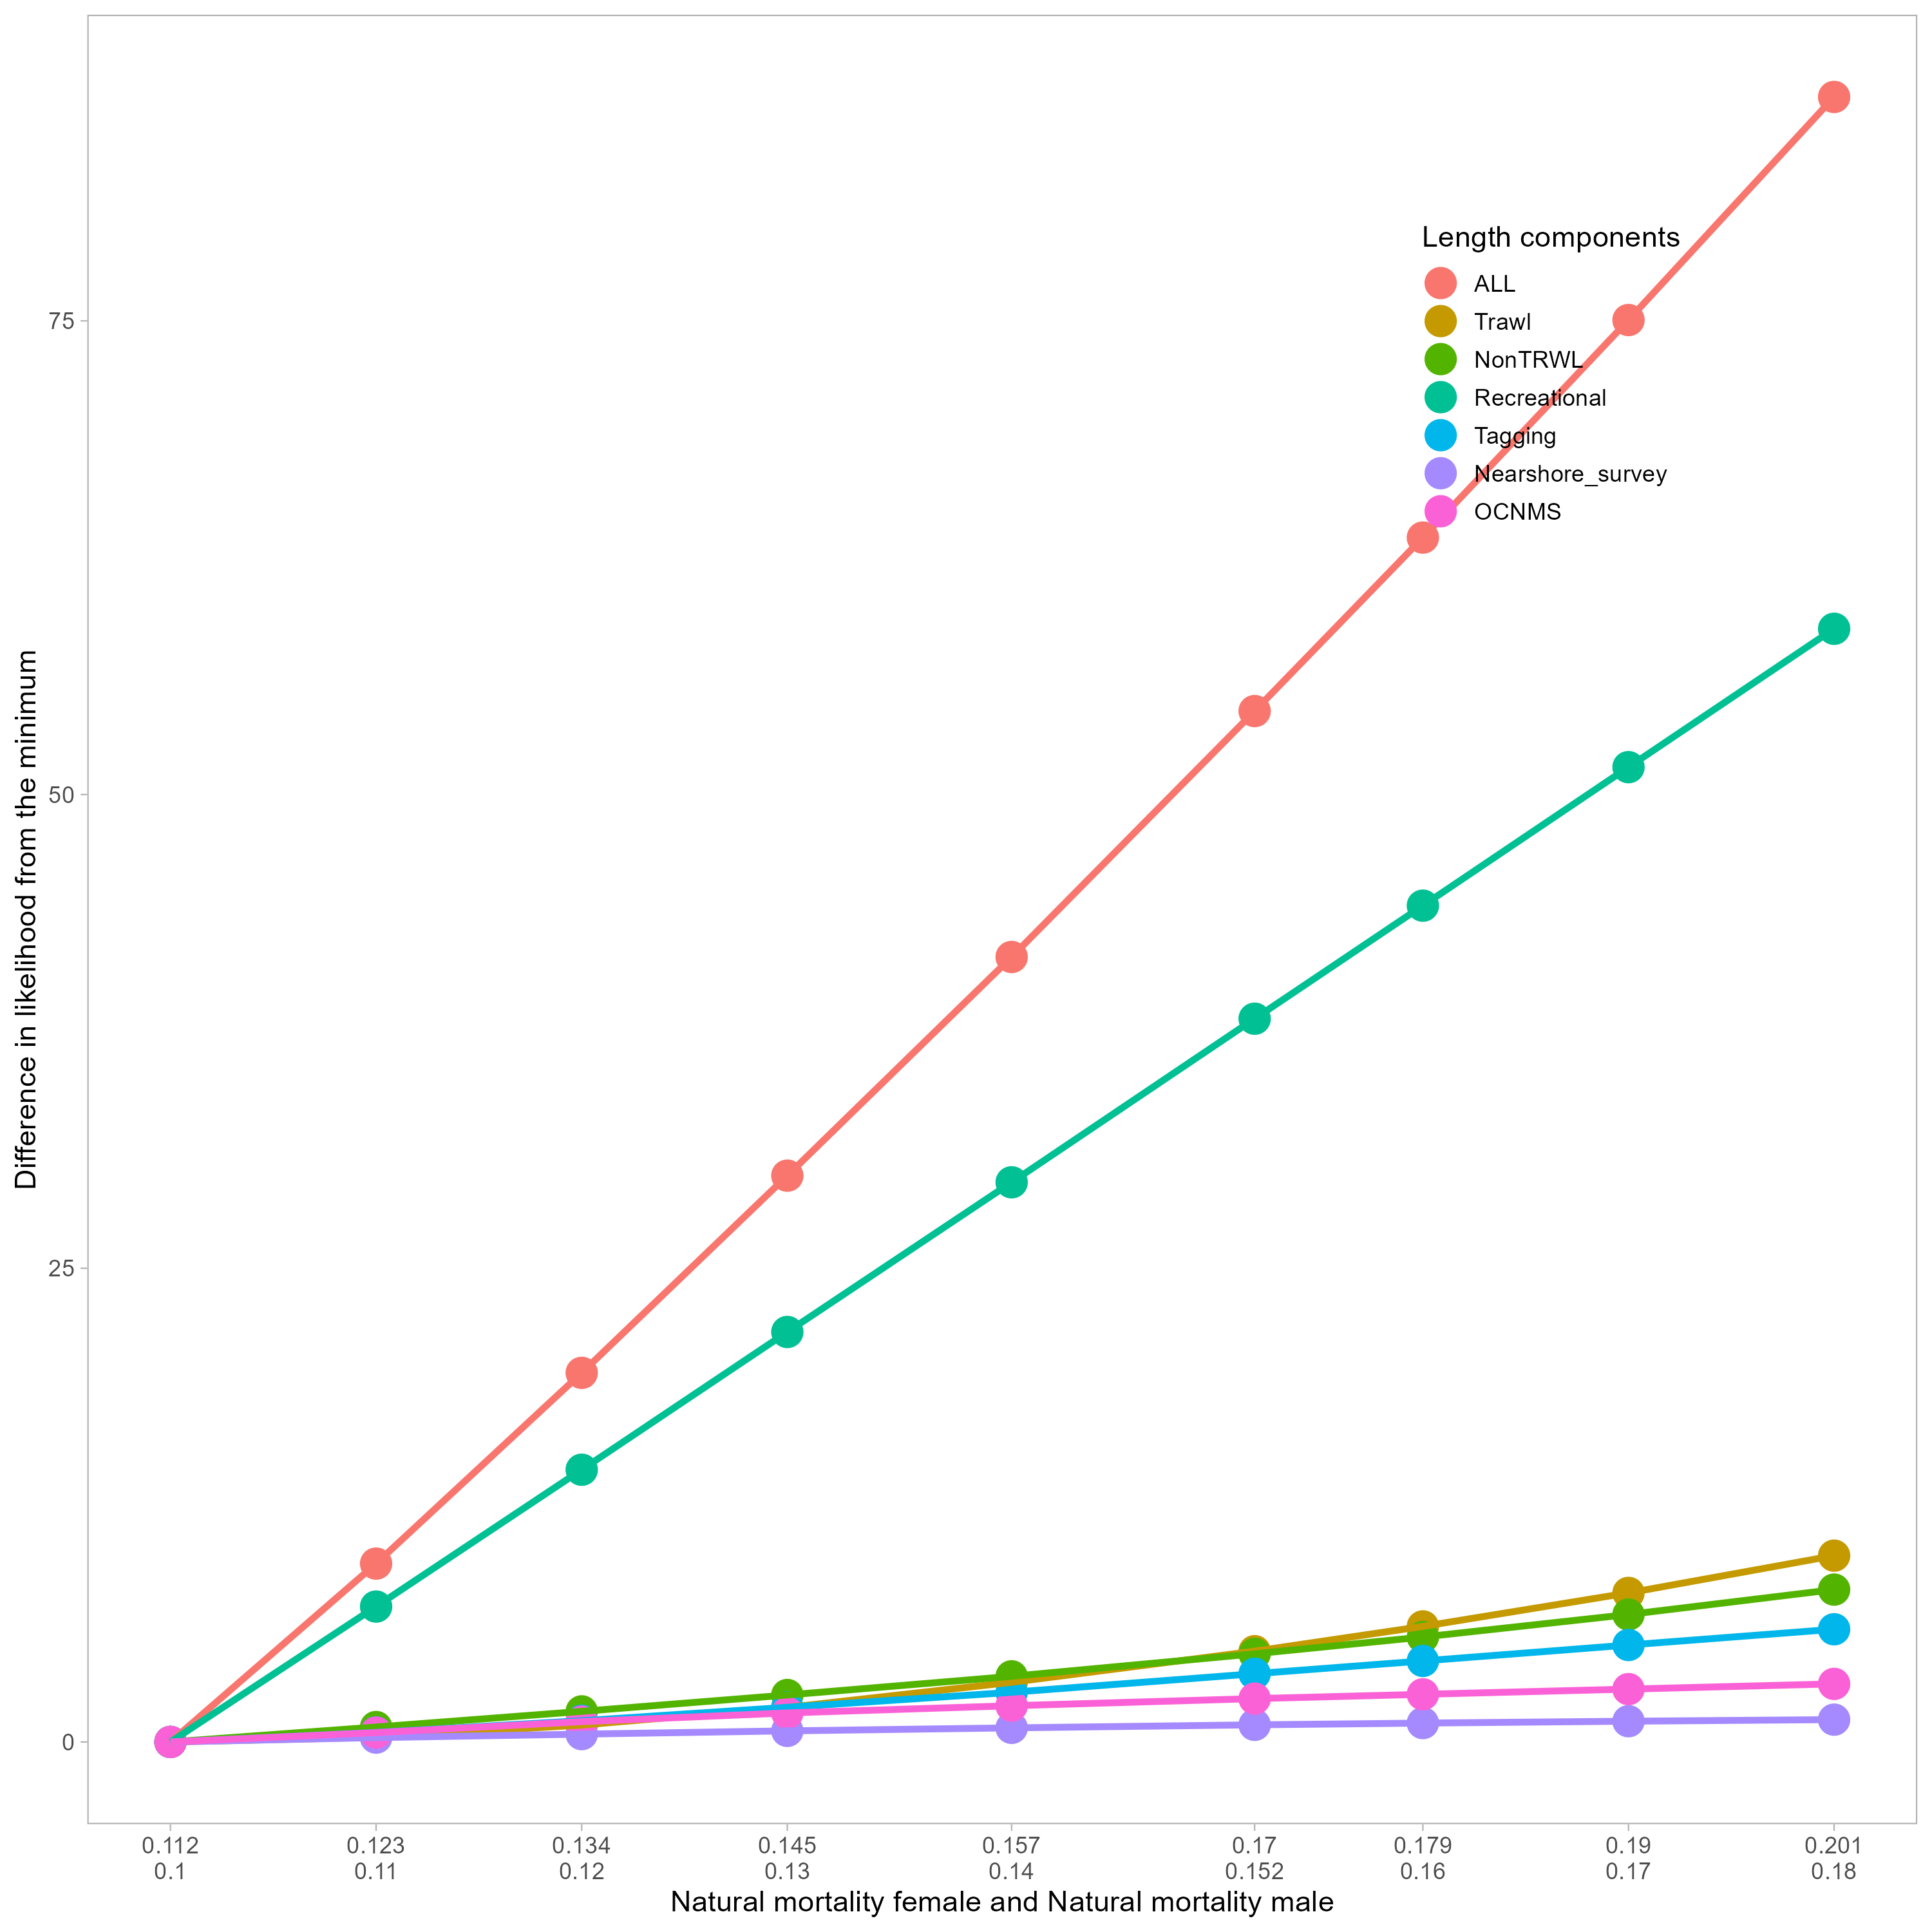 Length components
ALL
Trawl
NonTRWL
Recreational
Tagging
Nearshore_survey
OCNMS
75
50
25
0
Difference in likelihood from the minimum
0.112 0.123 0.134 0.145 0.157 0.17 0.179 0.19 0.201
0.1 0.11 0.12 0.13 0.14 0.152 0.16 0.17 0.18
Natural mortality female and Natural mortality male